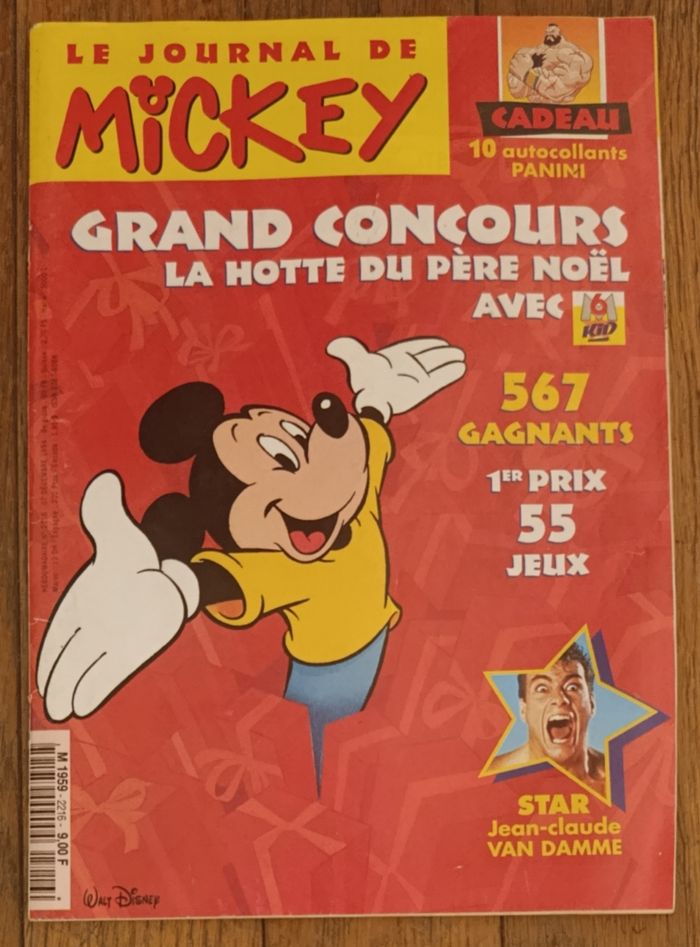 LE JOURNAL DE
MiCKEY
CADEAU
10 autocollants
PANINI
GRAND CONCOURS
LA HOTTE DU PÈRE NOËL
AVEC M6 KID
567
GAGNANTS
1ER PRIX
55
JEUX
STAR
Jean-claude
VAN DAMME
M 1959 - 2216 - 9,00 F
WALT DISNEY